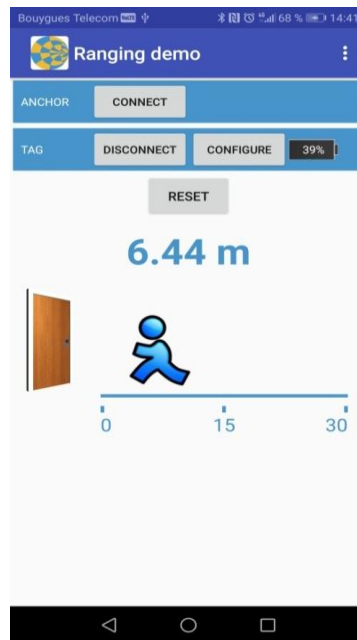 Bouygues Telecom 68 % 14:41
Ranging demo
ANCHOR CONNECT
TAG DISCONNECT CONFIGURE 39%
RESET
6.44 m
0 15 30